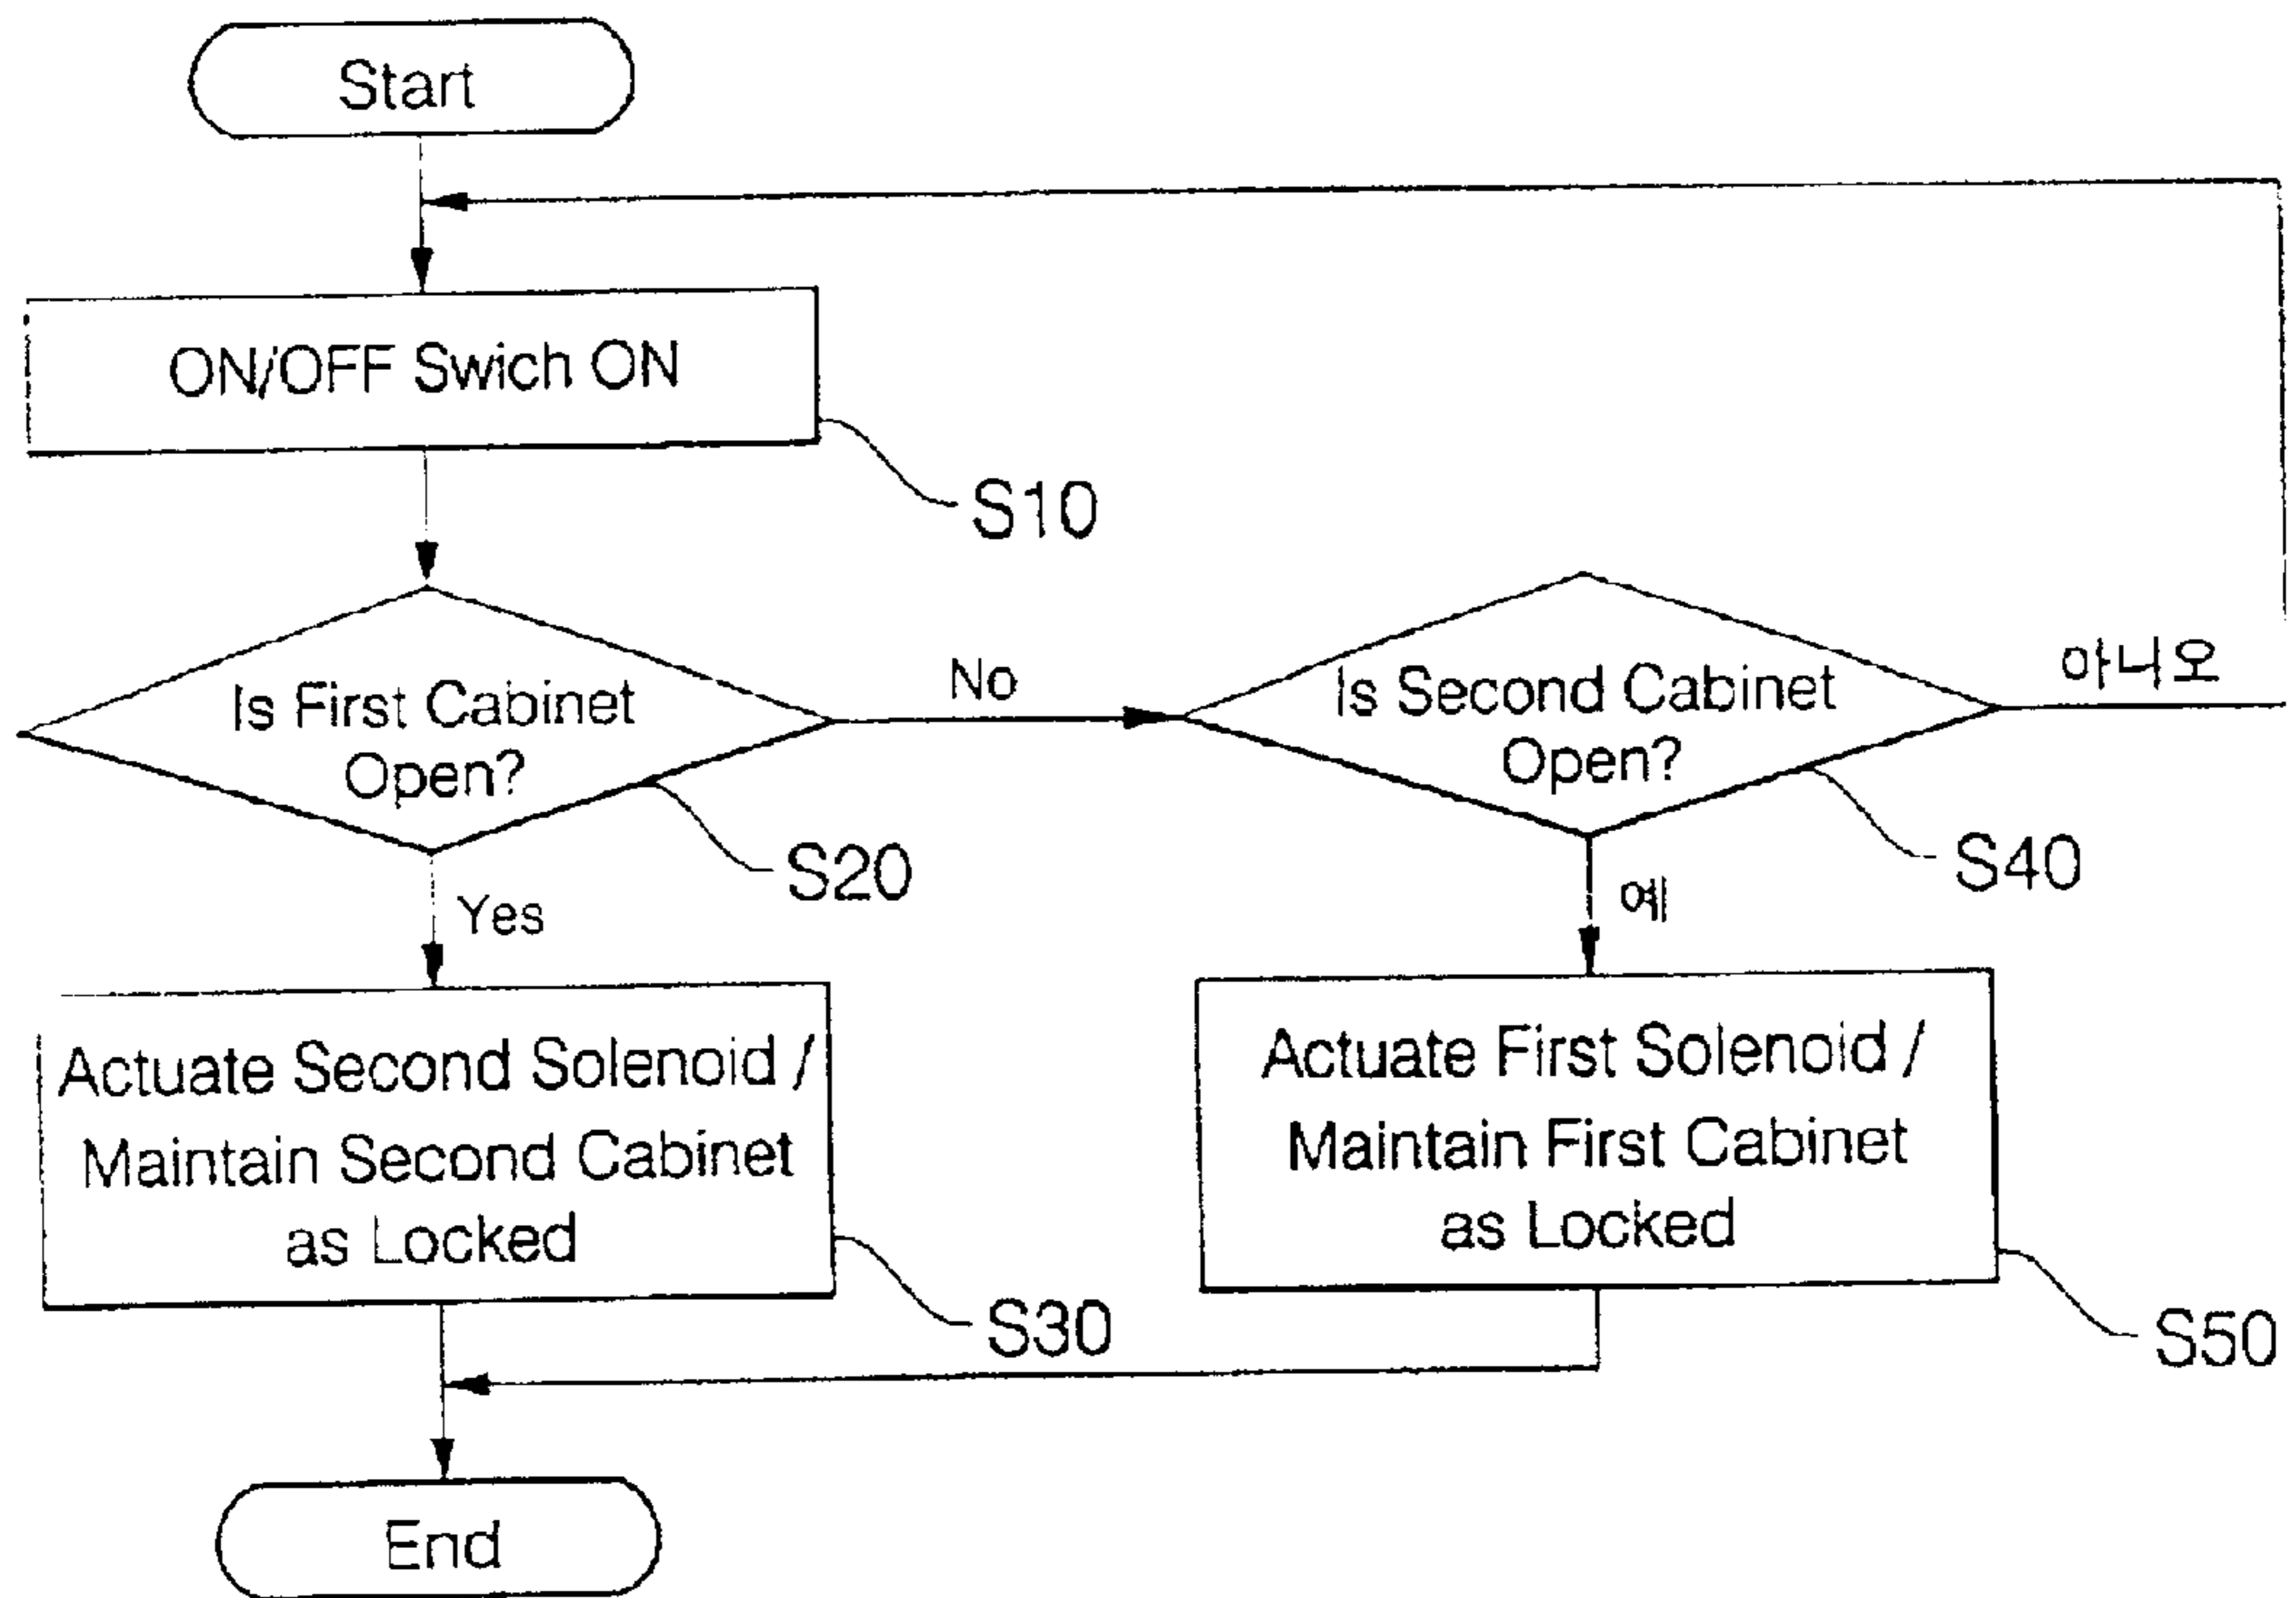 Start
ON/OFF Swich ON
S10
Is First Cabinet
Open?
S20
No
Is Second Cabinet
Open?
S40
아니오
Yes
예
Actuate Second Solenoid /
Maintain Second Cabinet
as Locked
S30
Actuate First Solenoid /
Maintain First Cabinet
as Locked
S50
End